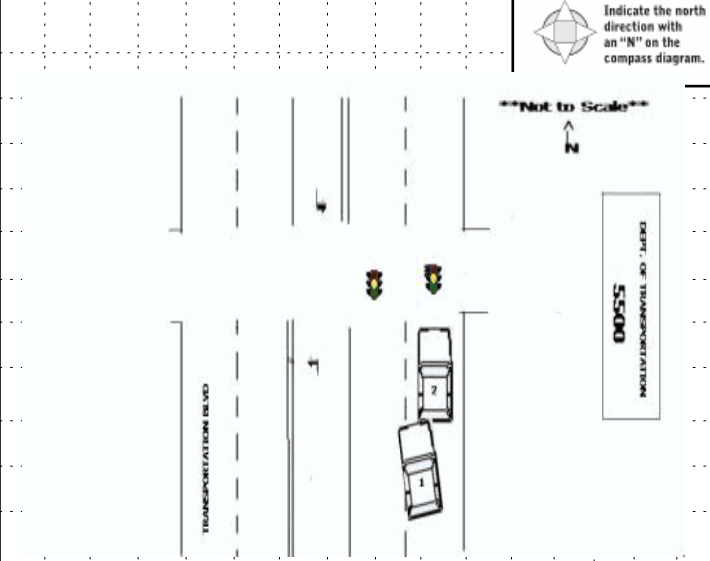 Indicate the north
direction with
an “N” on the
compass diagram.
**Not to Scale**
N
DEPT. OF TRANSPORTATION
5500
2
1
TRANSPORTATION BLVD